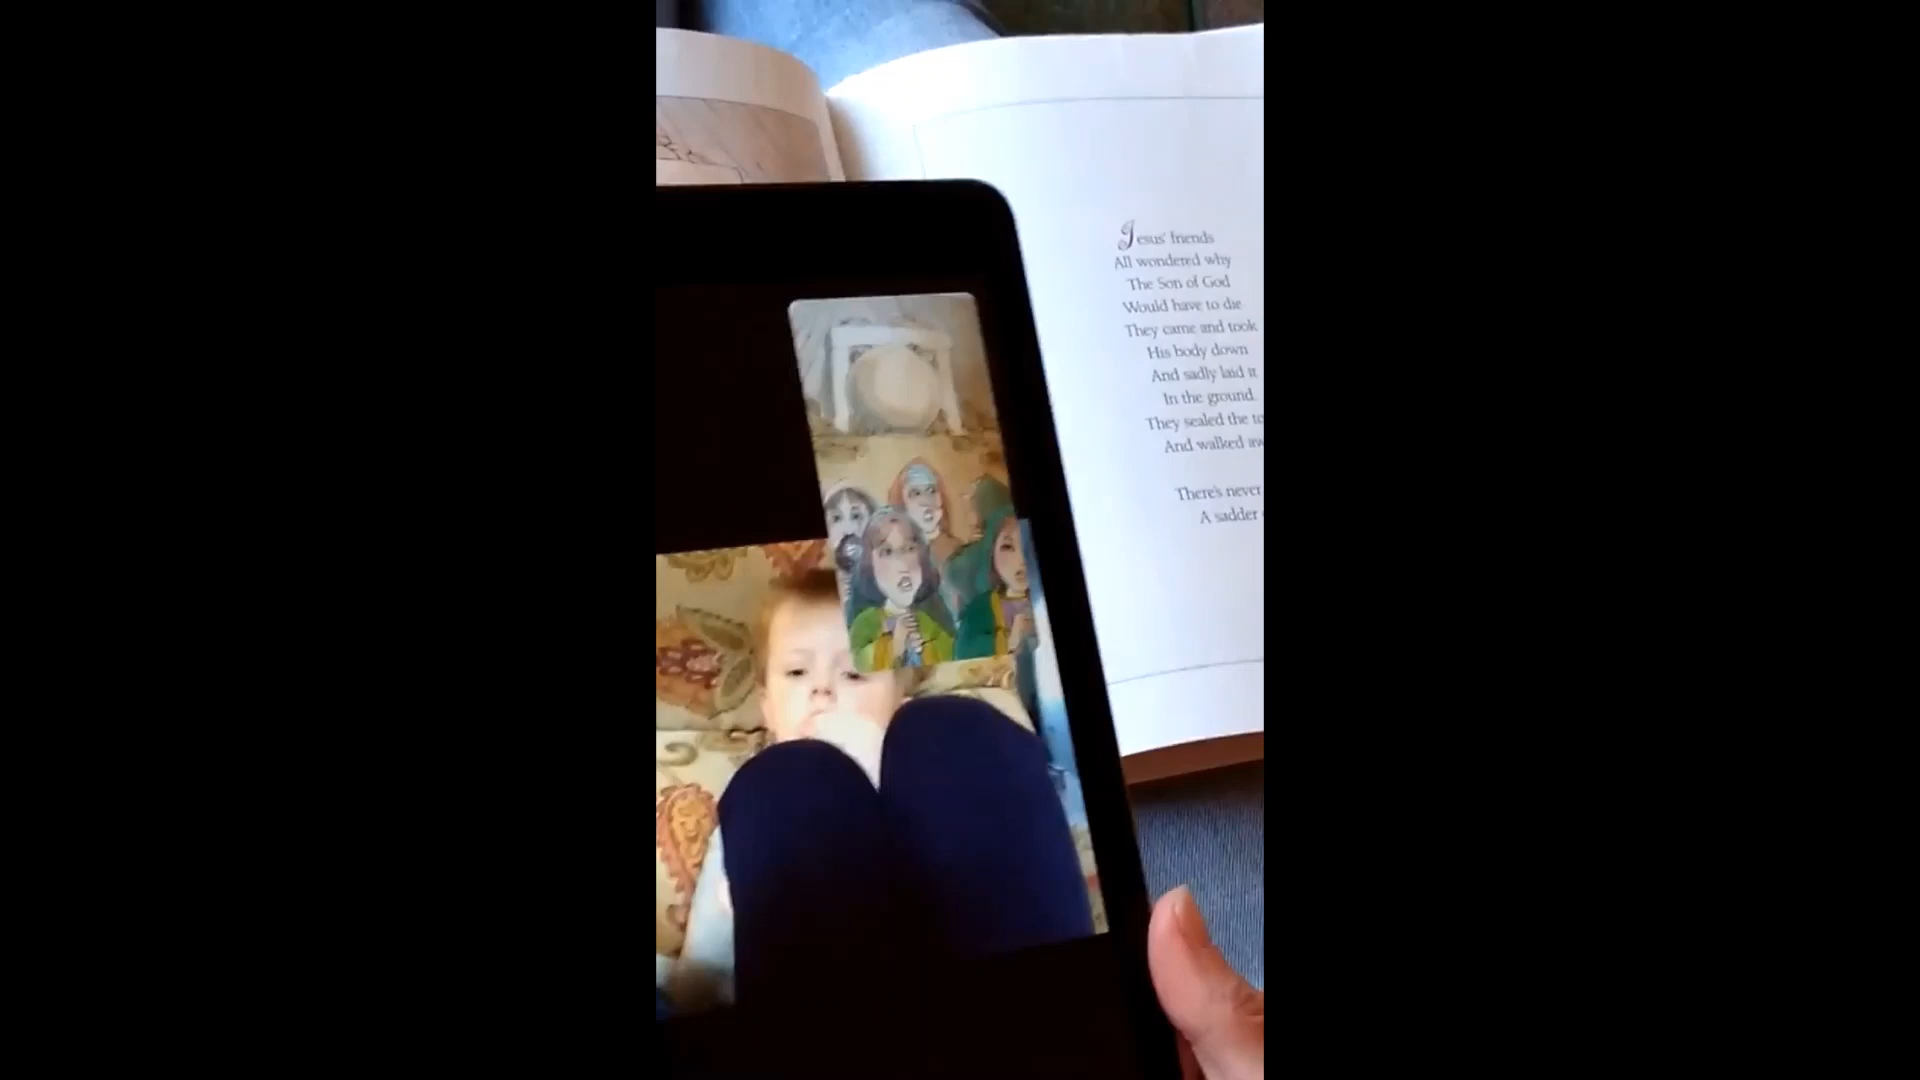 Jesus' friends
All wondered why
The Son of God
Would have to die
They came and took
His body down
And sadly laid it
In the ground.
They sealed the
And walked
There's never
A sadder